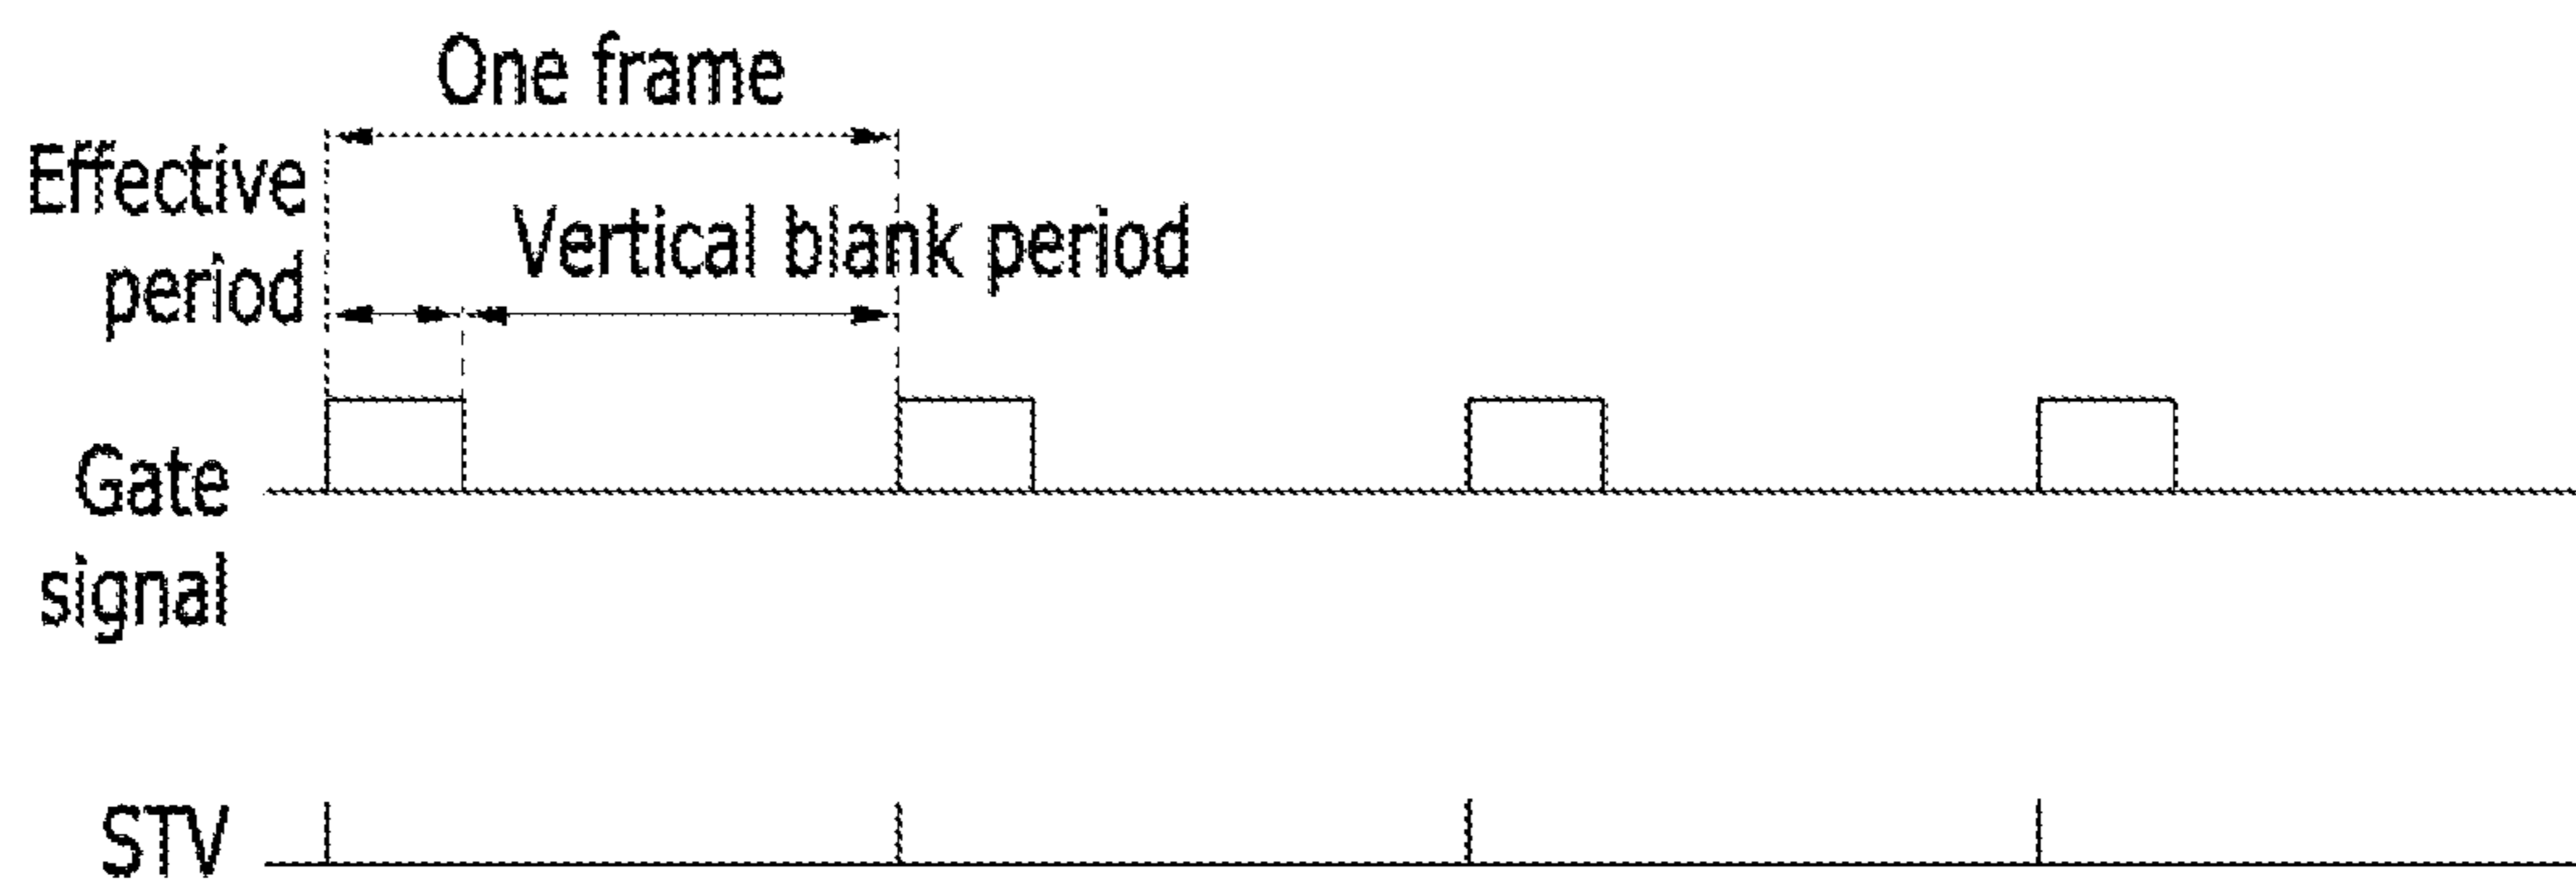 One frame
Effective
period
Vertical blank period
Gate
signal
STV